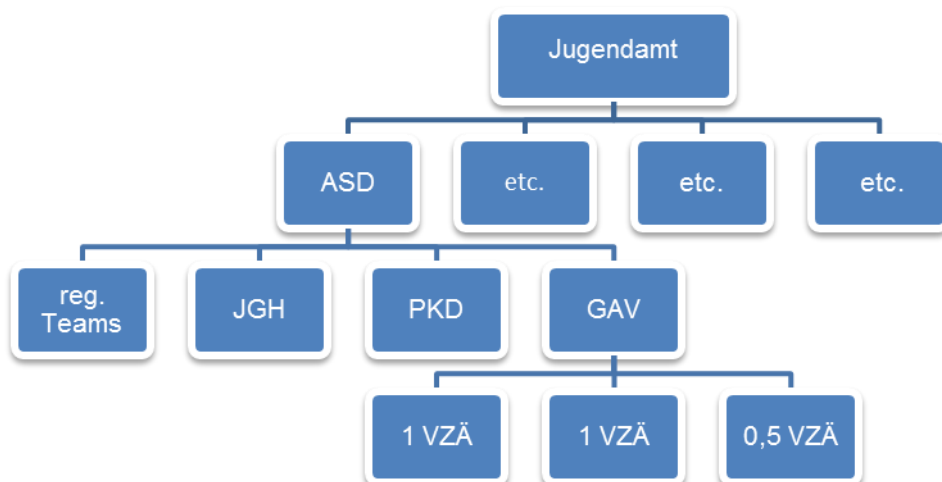 Jugendamt
ASD
etc.
etc.
etc.
reg.
Teams
JGH
PKD
GAV
1 VZÄ
1 VZÄ
0,5 VZÄ